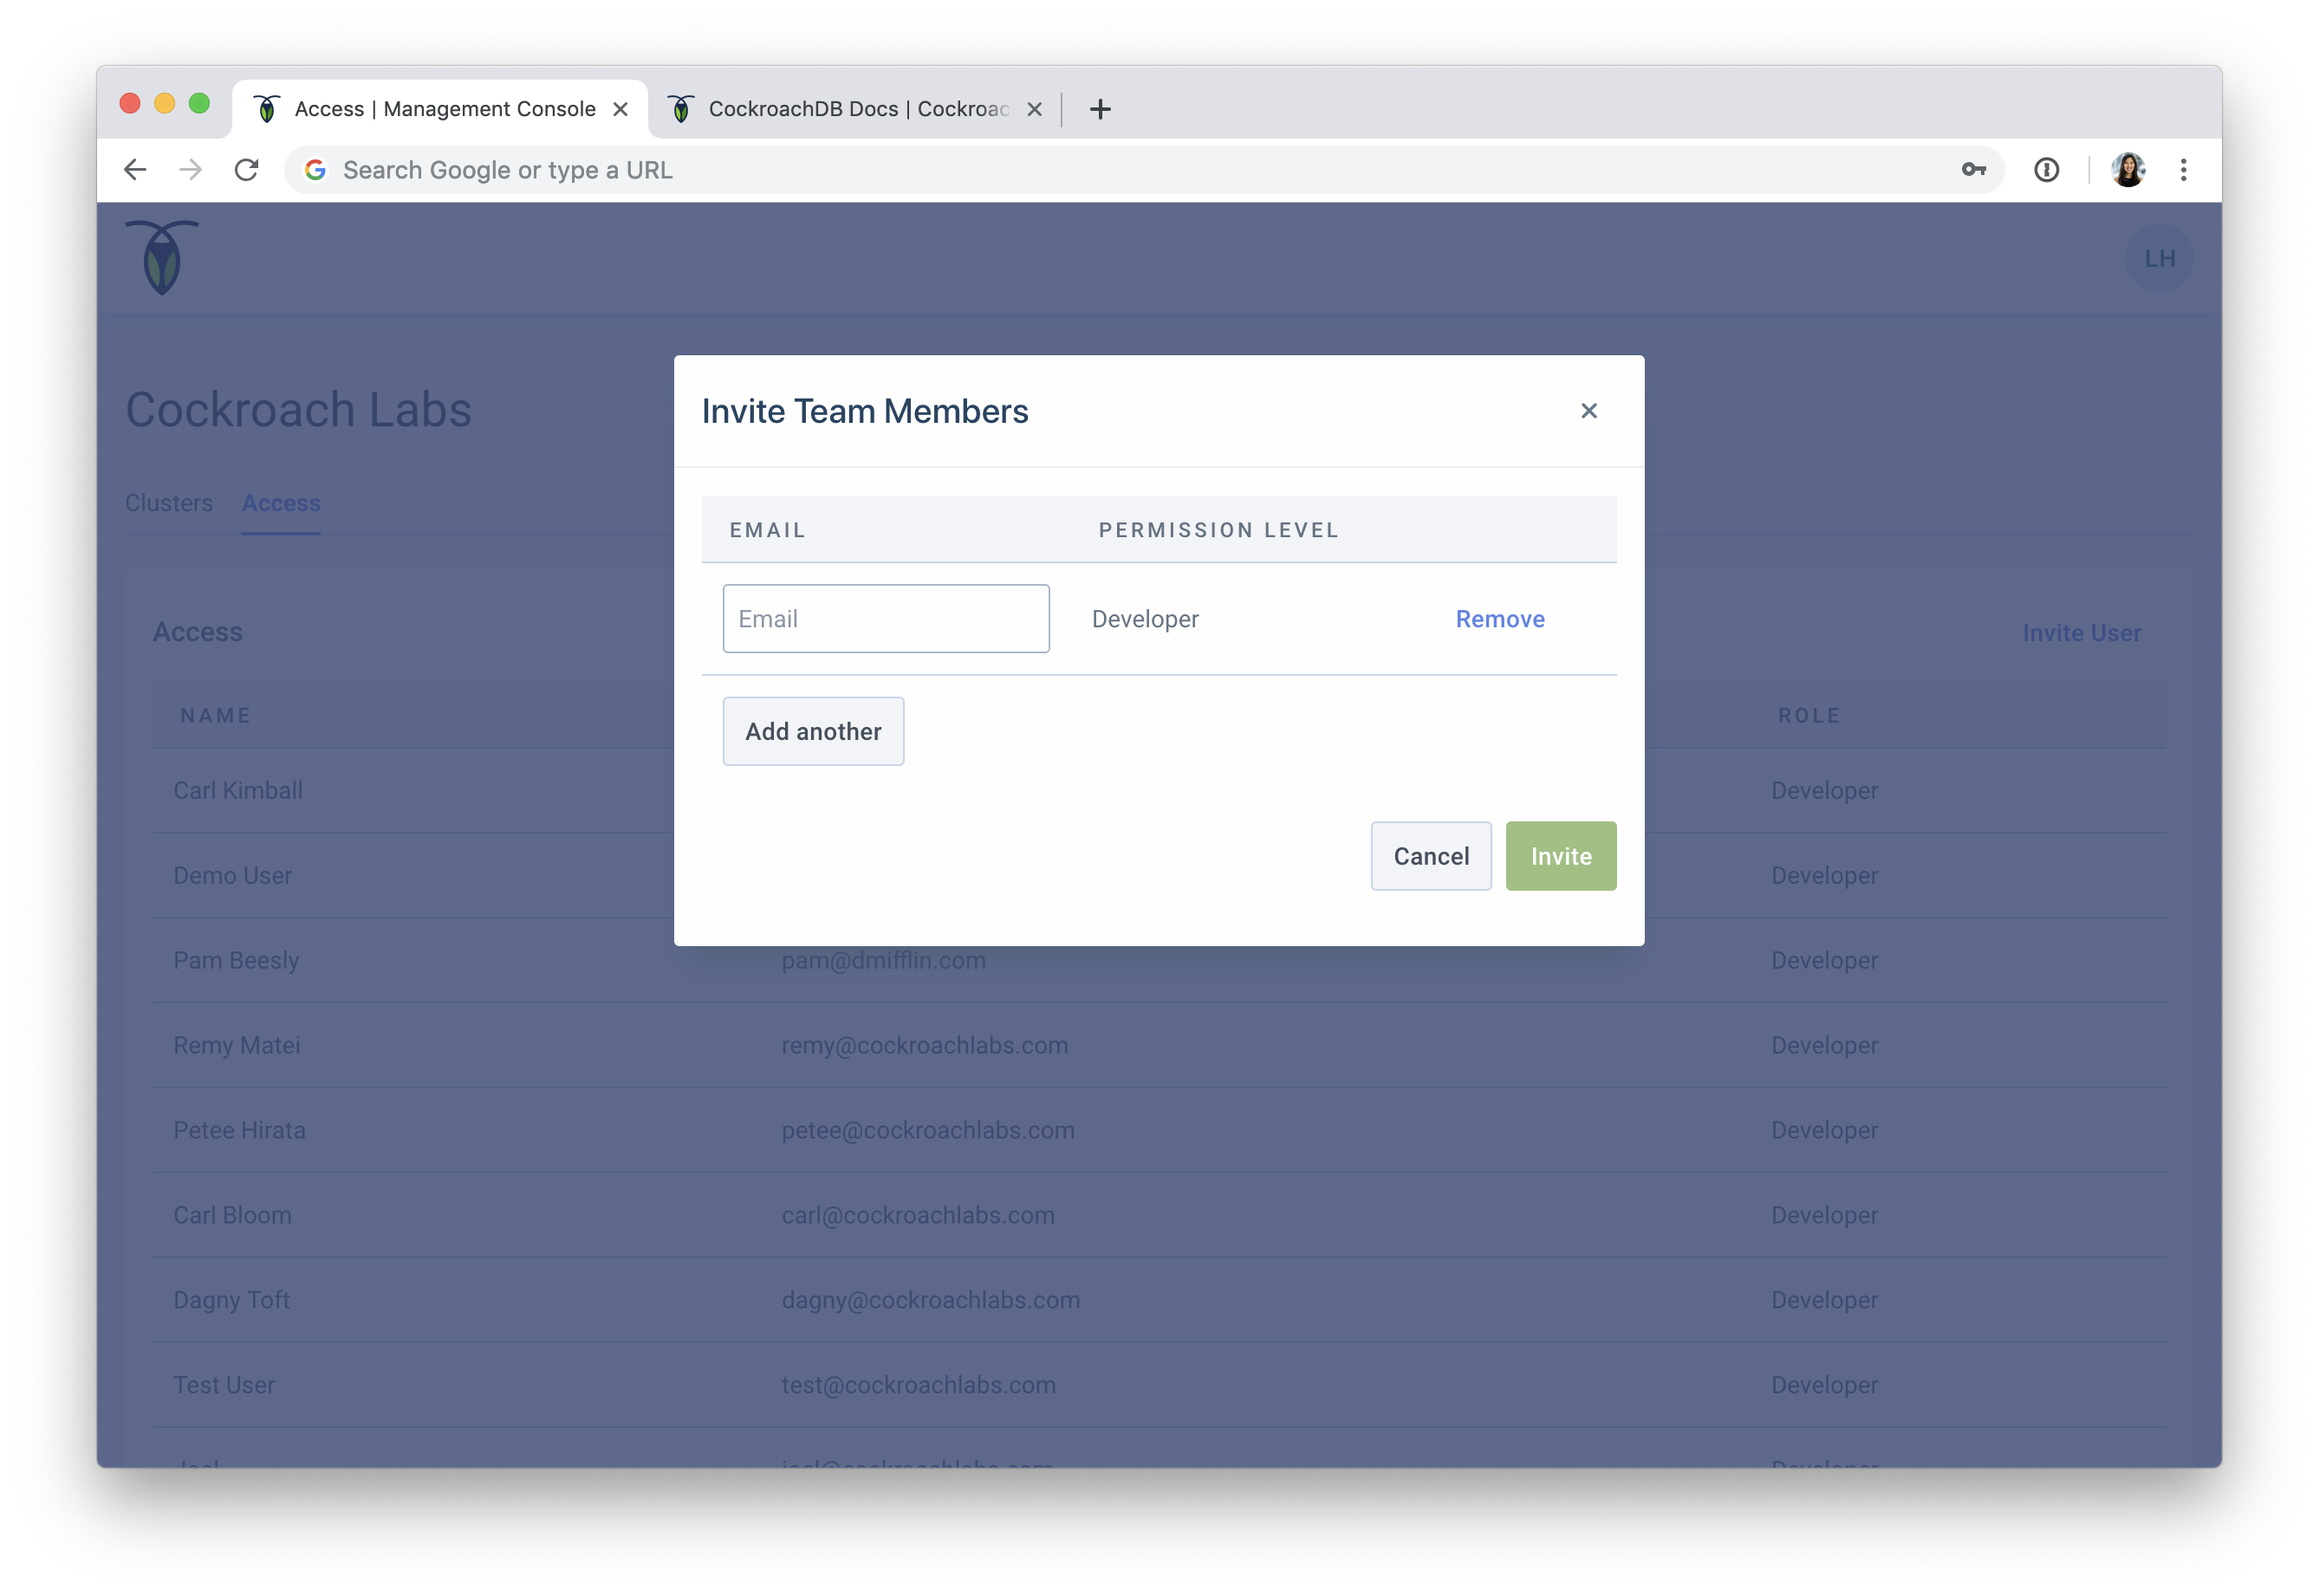 Access | Management Console
CockroachDB Docs | Cockroac
Search Google or type a URL
LH
Cockroach Labs
Clusters Access
Access
Invite User
NAME
ROLE
Invite Team Members
EMAIL PERMISSION LEVEL
Email Developer Remove
Add another
Cancel Invite
Carl Kimball Developer
Demo User Developer
Pam Beesly pam@dmifflin.com Developer
Remy Matei remy@cockroachlabs.com Developer
Petee Hirata petee@cockroachlabs.com Developer
Carl Bloom carl@cockroachlabs.com Developer
Dagny Toft dagny@cockroachlabs.com Developer
Test User test@cockroachlabs.com Developer